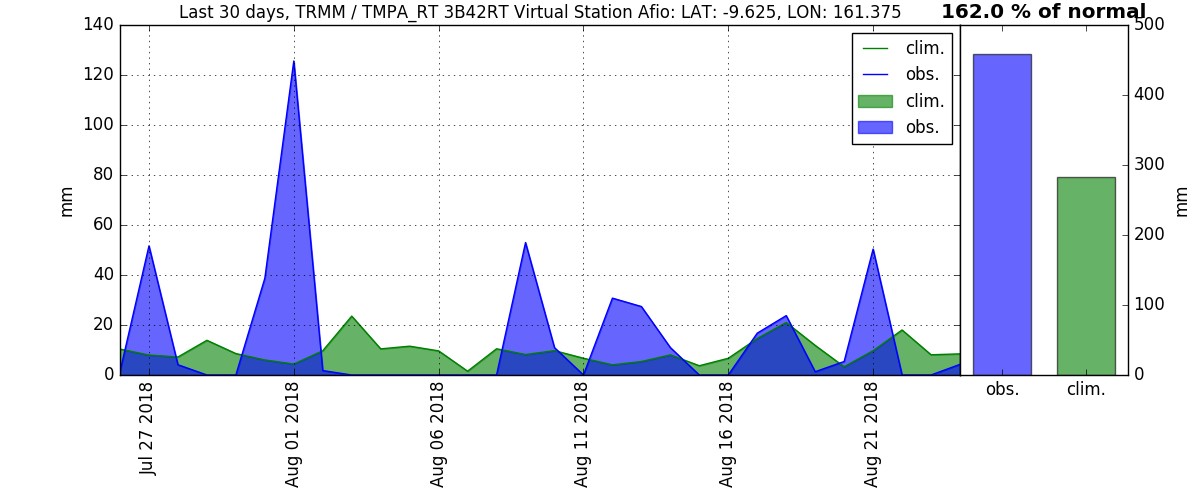 Last 30 days, TRMM / TMPA_RT 3B42RT Virtual Station Afio: LAT: -9.625, LON: 161.375
162.0 % of normal
140
120
100
80
60
40
20
0
mm
Jul 27 2018
Aug 01 2018
Aug 06 2018
Aug 11 2018
Aug 16 2018
Aug 21 2018
clim.
obs.
clim.
obs.
500
400
300
200
100
0
mm
obs.
clim.